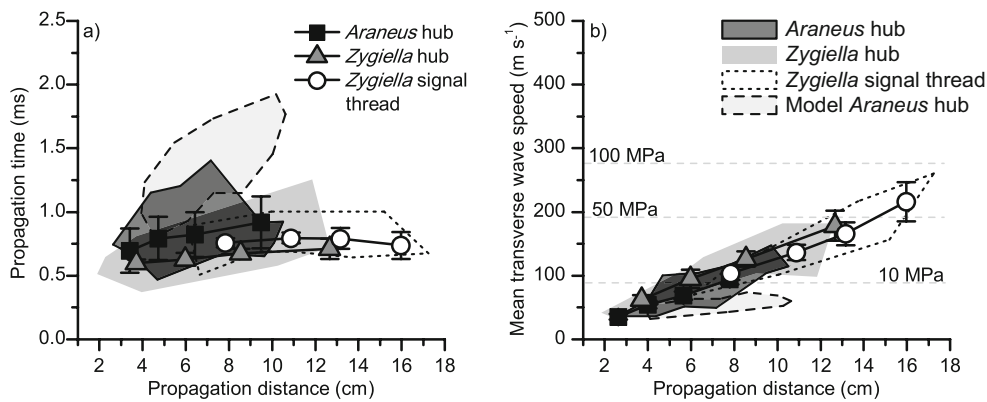 a)
Propagation time (ms)
2.5
2.0
1.5
1.0
0.5
0.0
Araneus hub
Zygiella hub
Zygiella signal
thread
2 4 6 8 10 12 14 16 18
Propagation distance (cm)
b)
Mean transverse wave speed (m s⁻¹)
500
400
300
200
100
0
Araneus hub
Zygiella hub
Zygiella signal thread
Model Araneus hub
100 MPa
50 MPa
10 MPa
2 4 6 8 10 12 14 16 18
Propagation distance (cm)